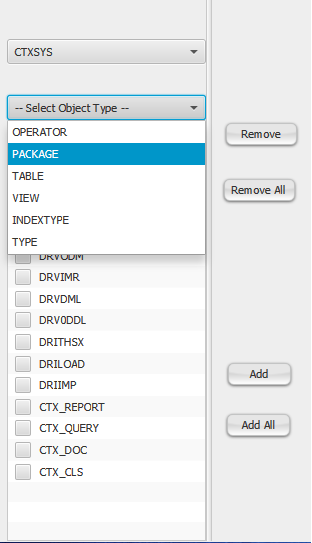 CTXSYS
-- Select Object Type --
OPERATOR
PACKAGE
TABLE
VIEW
INDEXTYPE
TYPE
DRVODM
DRVIMR
DRVDML
DRV0DDL
DRITHSX
DRILOAD
DRIIMP
CTX_REPORT
CTX_QUERY
CTX_DOC
CTX_CLS
Remove
Remove All
Add
Add All